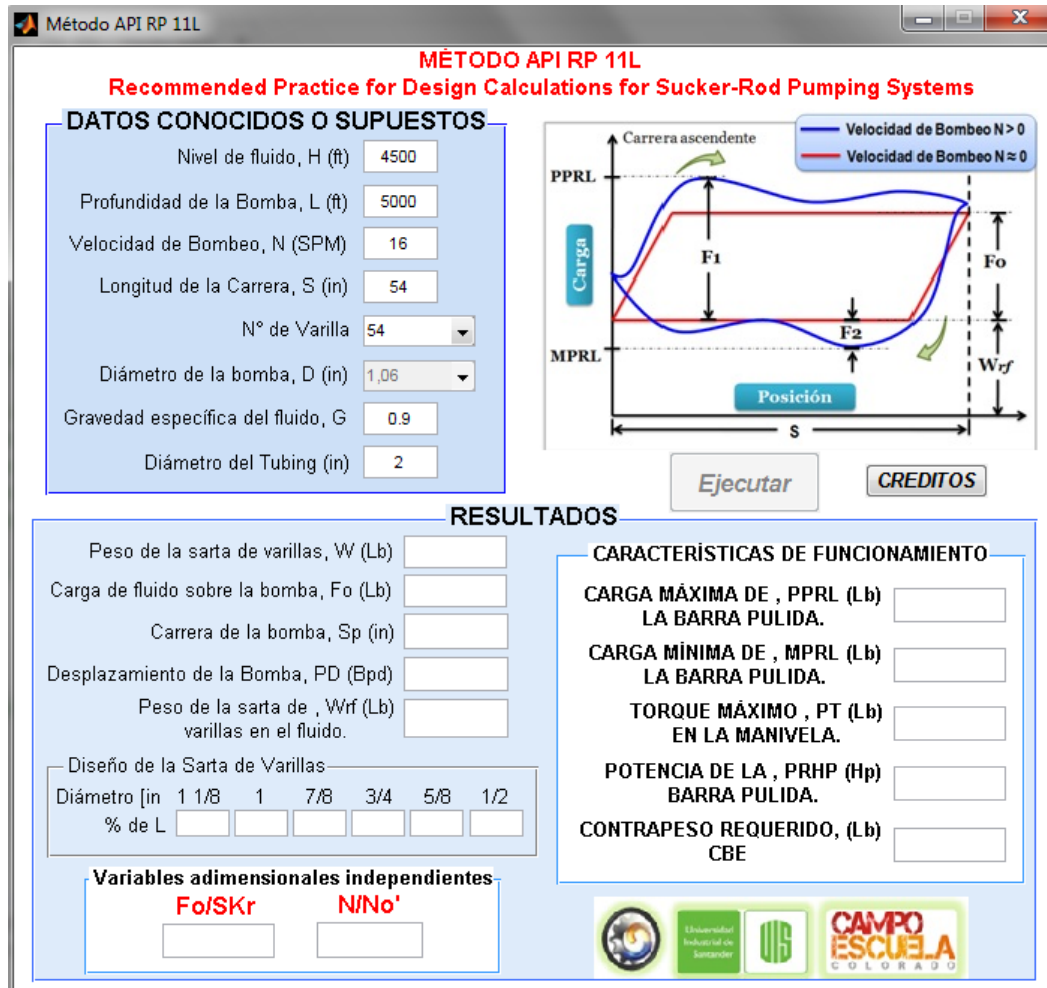 Método API RP 11L
MÉTODO API RP 11L
Recommended Practice for Design Calculations for Sucker-Rod Pumping Systems
DATOS CONOCIDOS O SUPUESTOS
Nivel de fluido, H (ft) 4500
Profundidad de la Bomba, L (ft) 5000
Velocidad de Bombeo, N (SPM) 16
Longitud de la Carrera, S (in) 54
N° de Varilla 54
Diámetro de la bomba, D (in) 1,06
Gravedad específica del fluido, G 0.9
Diámetro del Tubing (in) 2
Carrera ascendente
Velocidad de Bombeo N > 0
Velocidad de Bombeo N ≈ 0
PPRL
Carga
F1
Fo
F2
MPRL
Wrf
Posición
S
Ejecutar
CREDITOS
RESULTADOS
Peso de la sarta de varillas, W (Lb)
Carga de fluido sobre la bomba, Fo (Lb)
Carrera de la bomba, Sp (in)
Desplazamiento de la Bomba, PD (Bpd)
Peso de la sarta de , Wrf (Lb)
varillas en el fluido.
Diseño de la Sarta de Varillas
Diámetro [in 1 1/8 1 7/8 3/4 5/8 1/2
% de L
Variables adimensionales independientes
Fo/SKr N/No'
CARACTERÍSTICAS DE FUNCIONAMIENTO
CARGA MÁXIMA DE , PPRL (Lb)
LA BARRA PULIDA.
CARGA MÍNIMA DE , MPRL (Lb)
LA BARRA PULIDA.
TORQUE MÁXIMO , PT (Lb)
EN LA MANIVELA.
POTENCIA DE LA , PRHP (Hp)
BARRA PULIDA.
CONTRAPESO REQUERIDO, (Lb)
CBE
Universidad
Industrial de
Santander
UIS
CAMPO
ESCUELA
COLORADO